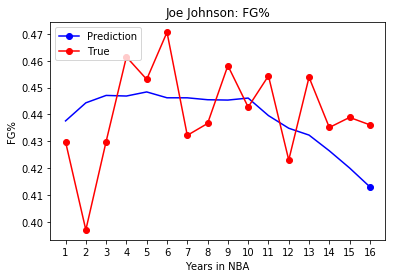 Joe Johnson: FG%
Prediction
True
FG%
0.47
0.46
0.45
0.44
0.43
0.42
0.41
0.40
1 2 3 4 5 6 7 8 9 10 11 12 13 14 15 16
Years in NBA